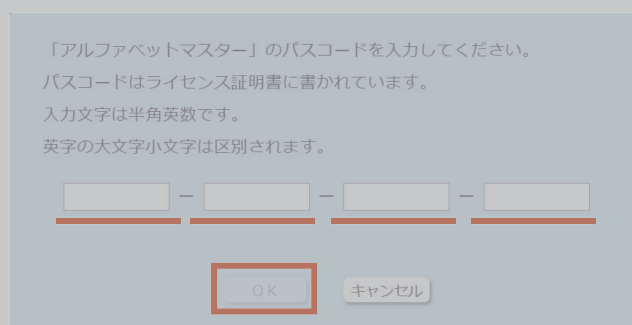 「アルファベットマスター」のパスコードを入力してください。
パスコードはライセンス証明書に書かれています。
入力文字は半角英数です。
英字の大文字小文字は区別されます。
－ － －
OK キャンセル